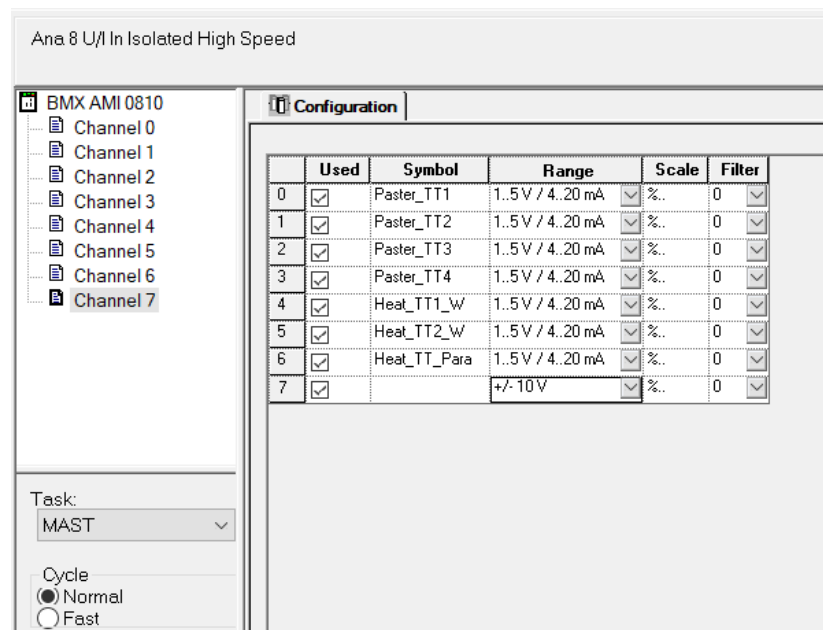 Ana 8 U/I In Isolated High Speed
BMX AMI 0810
Channel 0
Channel 1
Channel 2
Channel 3
Channel 4
Channel 5
Channel 6
Channel 7
Task:
MAST
Cycle
Normal
Fast
Configuration
Used Symbol Range Scale Filter
0 Paster_TT1 1..5 V / 4..20 mA %.. 0
1 Paster_TT2 1..5 V / 4..20 mA %.. 0
2 Paster_TT3 1..5 V / 4..20 mA %.. 0
3 Paster_TT4 1..5 V / 4..20 mA %.. 0
4 Heat_TT1_W 1..5 V / 4..20 mA %.. 0
5 Heat_TT2_W 1..5 V / 4..20 mA %.. 0
6 Heat_TT_Para 1..5 V / 4..20 mA %.. 0
7 +/- 10 V %.. 0